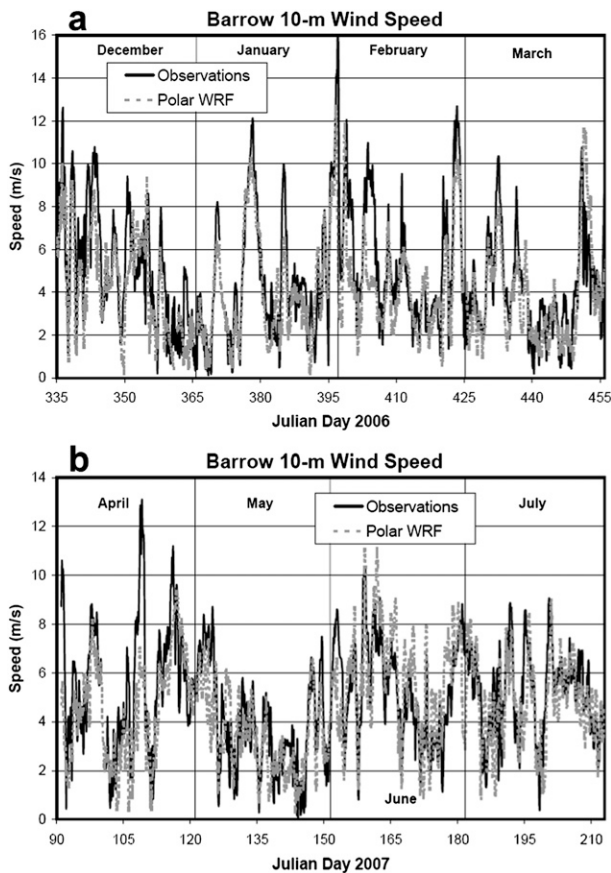 a Barrow 10-m Wind Speed
16
14
12
10
8
6
4
2
0
Speed (m/s)
December January February March
Observations
Polar WRF
335 350 365 380 395 410 425 440 455
Julian Day 2006
b Barrow 10-m Wind Speed
14
12
10
8
6
4
2
0
Speed (m/s)
April May July
Observations
Polar WRF
June
90 105 120 135 150 165 180 195 210
Julian Day 2007